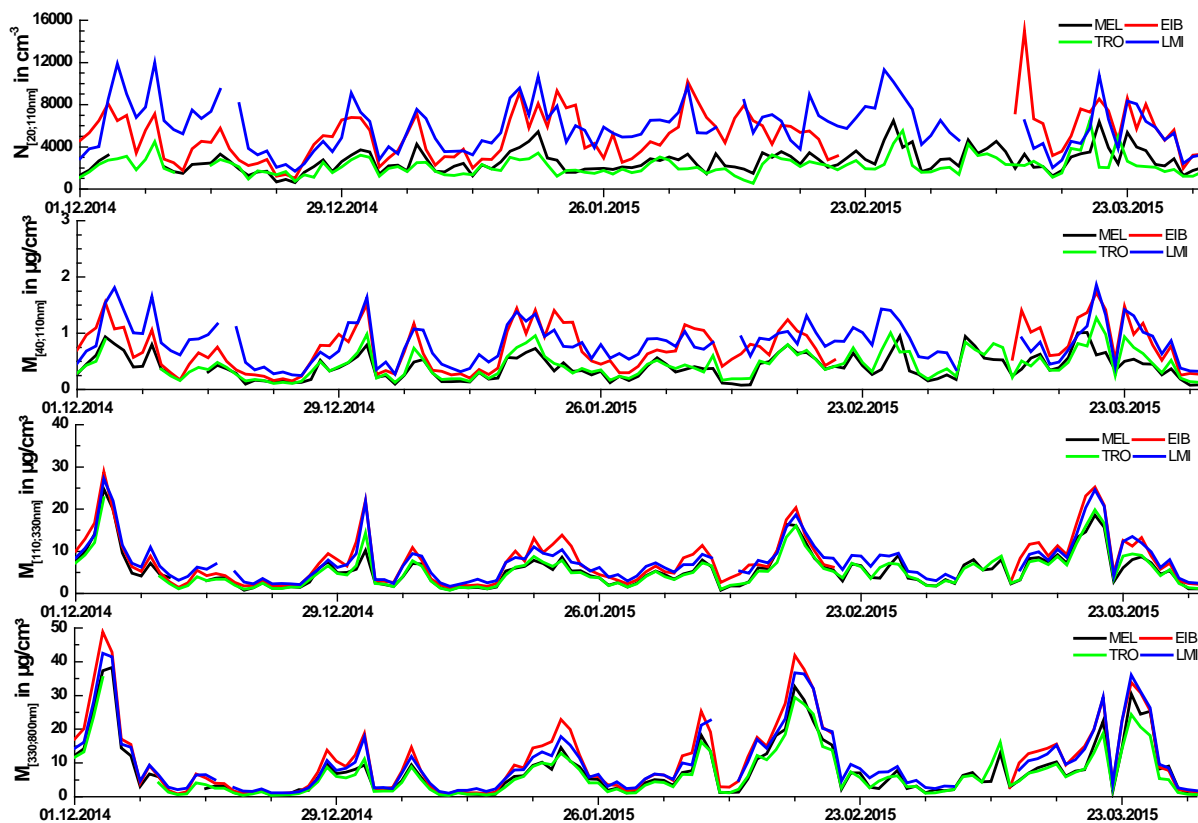 N[20;110nm] in cm-3
16000
12000
8000
4000
0
MEL EIB
TRO LMI
01.12.2014 29.12.2014 26.01.2015 23.02.2015 23.03.2015
M[40;110nm] in µg/cm³
3
2
1
0
MEL EIB
TRO LMI
01.12.2014 29.12.2014 26.01.2015 23.02.2015 23.03.2015
M[110;330nm] in µg/cm³
40
30
20
10
0
MEL EIB
TRO LMI
01.12.2014 29.12.2014 26.01.2015 23.02.2015 23.03.2015
M[330;800nm] in µg/cm³
50
40
30
20
10
0
MEL EIB
TRO LMI
01.12.2014 29.12.2014 26.01.2015 23.02.2015 23.03.2015